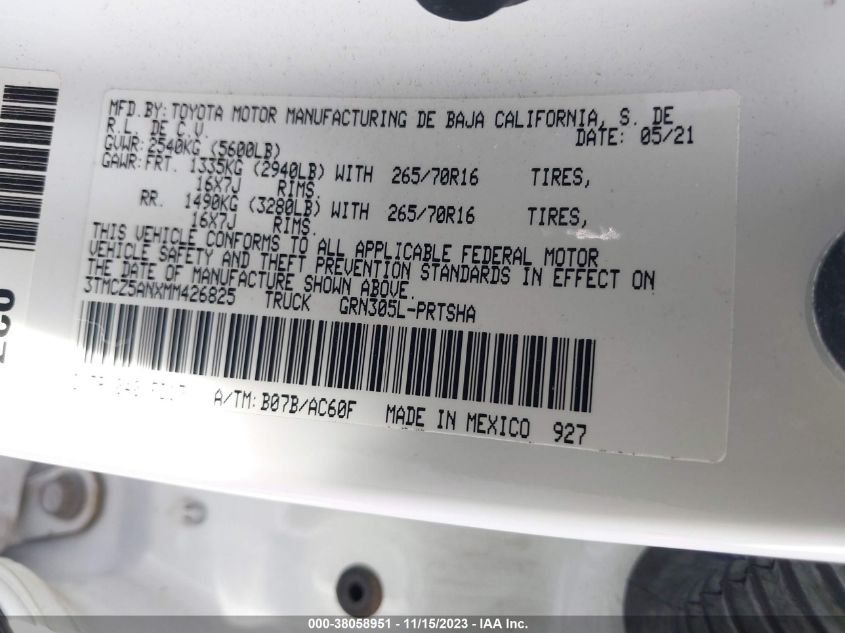 MFD.BY:TOYOTA MOTOR MANUFACTURING DE BAJA CALIFORNIA, S. DE
R.L. DE C.V. DATE: 05/21
GVWR:2540KG (5600LB)
GAWR:FRT. 1335KG (2940LB) WITH 265/70R16 TIRES,
16X7J RIMS.
RR. 1490KG (3280LB) WITH 265/70R16 TIRES,
16X7J RIMS.
THIS VEHICLE CONFORMS TO ALL APPLICABLE FEDERAL MOTOR
VEHICLE SAFETY AND THEFT PREVENTION STANDARDS IN EFFECT ON
THE DATE OF MANUFACTURE SHOWN ABOVE.
3TMCZ5ANXMM426825 TRUCK GRN305L-PRTSHA
A/TM:B07B/AC60F MADE IN MEXICO 927
000-38058951 - 11/15/2023 - IAA Inc.